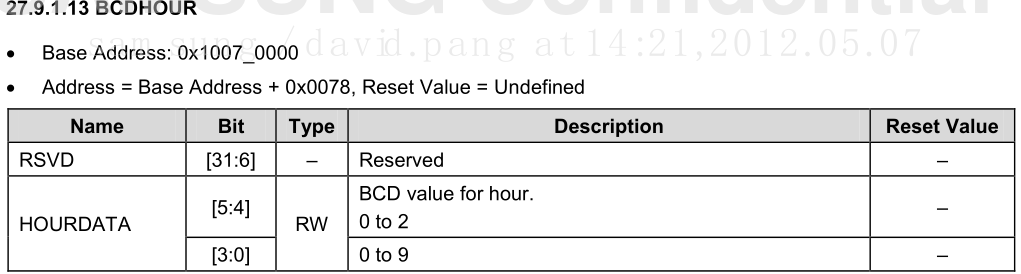 SUNG Confidential
27.9.1.13 BCDHOUR
sam sung / david.pang at 14:21,2012.05.07
• Base Address: 0x1007_0000
• Address = Base Address + 0x0078, Reset Value = Undefined
Name Bit Type Description Reset Value
RSVD [31:6] – Reserved –
HOURDATA [5:4] RW BCD value for hour. –
0 to 2
[3:0] 0 to 9 –